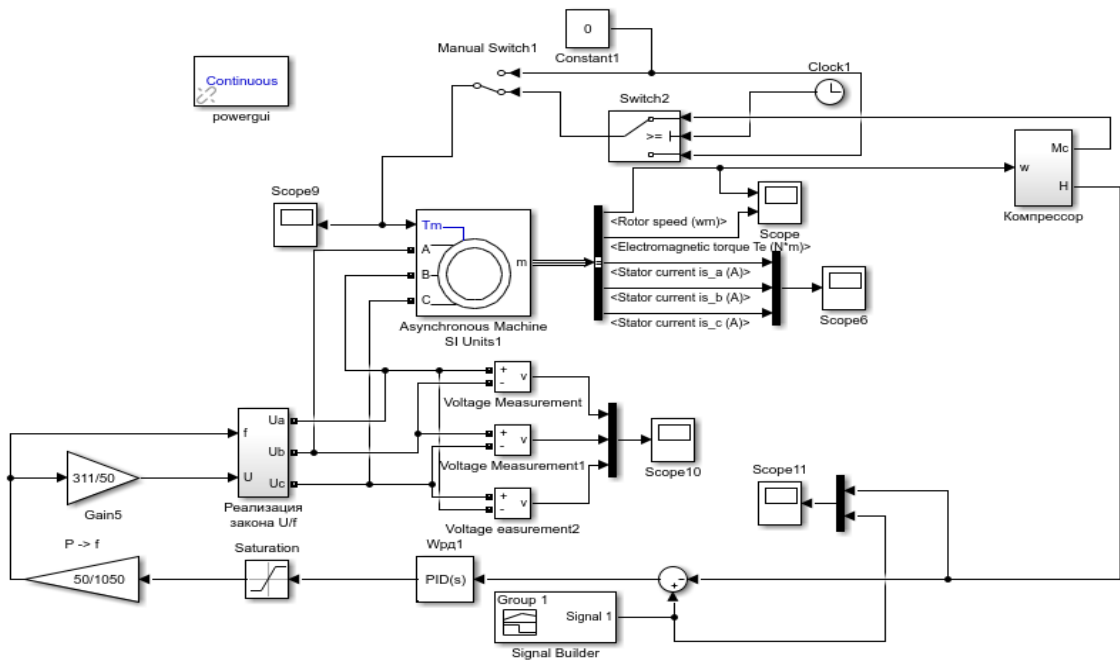 0
Constant1
Manual Switch1
Clock1
Continuous
powergui
Switch2
>=
Mc
w
H
Компрессор
Scope9
Scope
<Rotor speed (wm)>
<Electromagnetic torque Te (N*m)>
<Stator current is_a (A)>
<Stator current is_b (A)>
<Stator current is_c (A)>
Scope6
Tm
A
B
C
m
Asynchronous Machine
SI Units1
+
-
v
Voltage Measurement
+
-
v
Voltage Measurement1
+
-
v
Voltage easurement2
Scope10
f
U
Ua
Ub
Uc
Реализация
закона U/f
311/50
Gain5
Scope11
P -> f
50/1050
Saturation
Wрд1
PID(s)
-
+
Group 1
Signal 1
Signal Builder